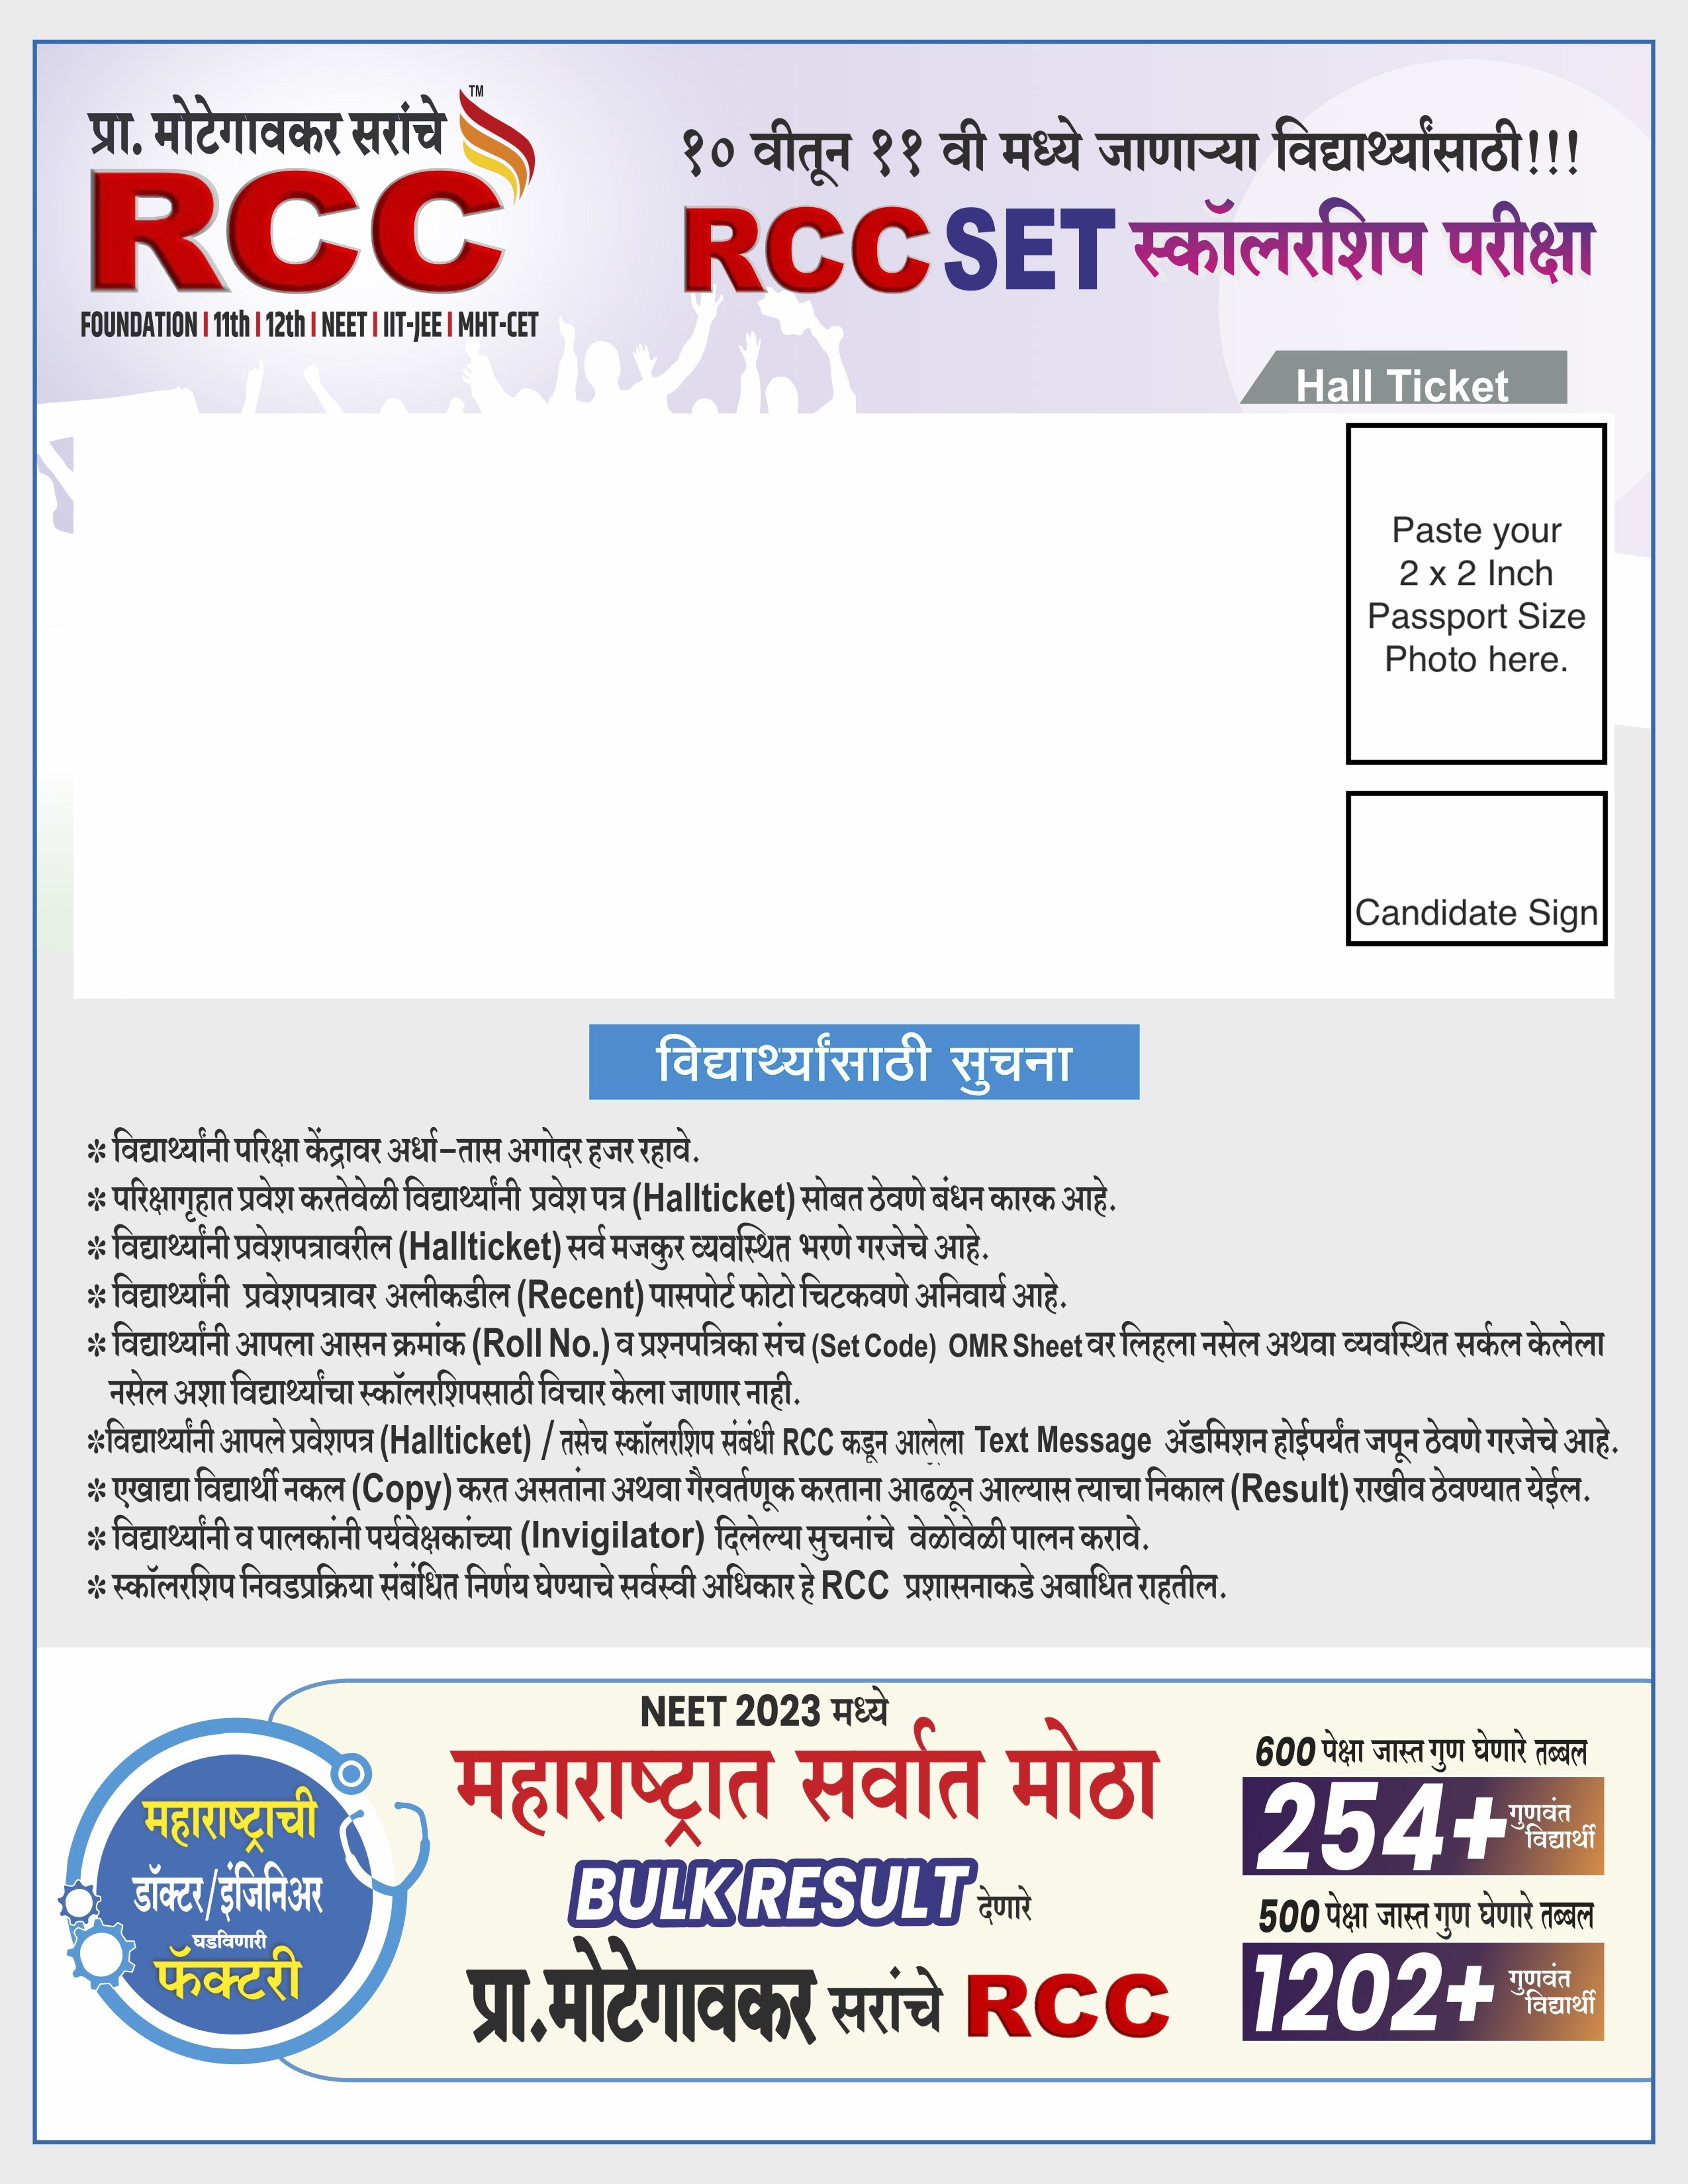 प्रा. मोटेगावकर सरांचे
TM
RCC
FOUNDATION | 11th | 12th | NEET | IIT-JEE | MHT-CET
१० वीतून ११ वी मध्ये जाणाऱ्या विद्यार्थ्यांसाठी!!!
RCC SET स्कॉलरशिप परीक्षा
Hall Ticket
Paste your
2 x 2 Inch
Passport Size
Photo here.
Candidate Sign
विद्यार्थ्यांसाठी सुचना
* विद्यार्थ्यांनी परिक्षा केंद्रावर अर्धा–तास अगोदर हजर रहावे.
* परिक्षागृहात प्रवेश करतेवेळी विद्यार्थ्यांनी प्रवेश पत्र (Hallticket) सोबत ठेवणे बंधन कारक आहे.
* विद्यार्थ्यांनी प्रवेशपत्रावरील (Hallticket) सर्व मजकुर व्यवस्थित भरणे गरजेचे आहे.
* विद्यार्थ्यांनी प्रवेशपत्रावर अलीकडील (Recent) पासपोर्ट फोटो चिटकवणे अनिवार्य आहे.
* विद्यार्थ्यांनी आपला आसन क्रमांक (Roll No.) व प्रश्नपत्रिका संच (Set Code) OMR Sheet वर लिहला नसेल अथवा व्यवस्थित सर्कल केलेला
नसेल अशा विद्यार्थ्यांचा स्कॉलरशिपसाठी विचार केला जाणार नाही.
*विद्यार्थ्यांनी आपले प्रवेशपत्र (Hallticket) / तसेच स्कॉलरशिप संबंधी RCC कडून आलेला Text Message ॲडमिशन होईपर्यंत जपून ठेवणे गरजेचे आहे.
* एखाद्या विद्यार्थी नकल (Copy) करत असतांना अथवा गैरवर्तणूक करताना आढळून आल्यास त्याचा निकाल (Result) राखीव ठेवण्यात येईल.
* विद्यार्थ्यांनी व पालकांनी पर्यवेक्षकांच्या (Invigilator) दिलेल्या सुचनांचे वेळोवेळी पालन करावे.
* स्कॉलरशिप निवडप्रक्रिया संबंधित निर्णय घेण्याचे सर्वस्वी अधिकार हे RCC प्रशासनाकडे अबाधित राहतील.
महाराष्ट्राची
डॉक्टर/इंजिनिअर
घडविणारी
फॅक्टरी
NEET 2023 मध्ये
महाराष्ट्रात सर्वात मोठा
BULK RESULT देणारे
प्रा.मोटेगावकर सरांचे RCC
600 पेक्षा जास्त गुण घेणारे तब्बल
254+ गुणवंत
विद्यार्थी
500 पेक्षा जास्त गुण घेणारे तब्बल
1202+ गुणवंत
विद्यार्थी